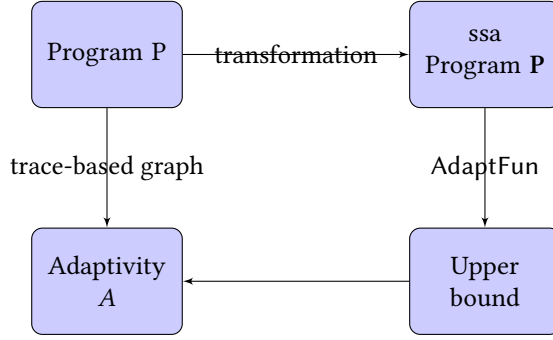 Program P
transformation
ssa
Program P
trace-based graph
AdaptFun
Adaptivity
A
Upper
bound